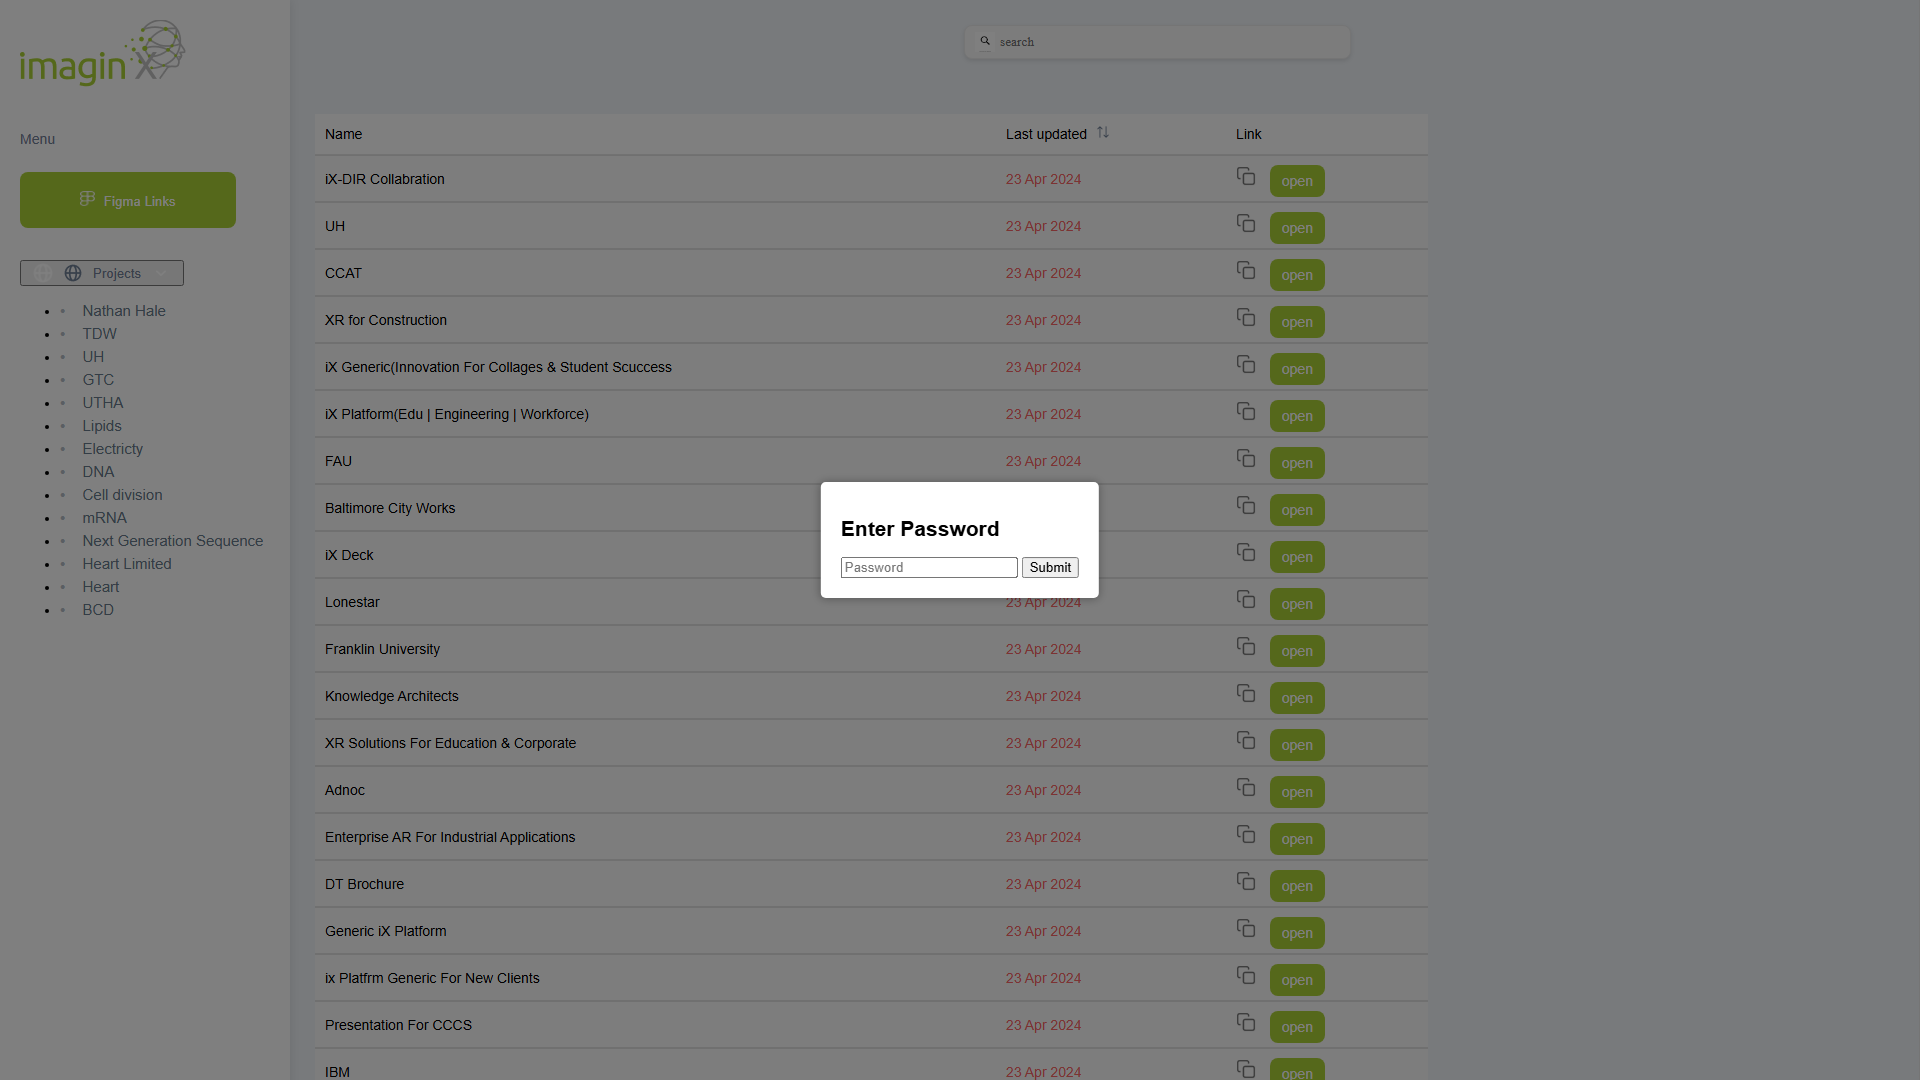 imagin X
search
Menu
Figma Links
Projects
Nathan Hale
TDW
UH
GTC
UTHA
Lipids
Electricty
DNA
Cell division
mRNA
Next Generation Sequence
Heart Limited
Heart
BCD
Name Last updated Link
iX-DIR Collabration 23 Apr 2024 open
UH 23 Apr 2024 open
CCAT 23 Apr 2024 open
XR for Construction 23 Apr 2024 open
iX Generic(Innovation For Collages & Student Scuccess 23 Apr 2024 open
iX Platform(Edu | Engineering | Workforce) 23 Apr 2024 open
FAU 23 Apr 2024 open
Baltimore City Works open
iX Deck open
Lonestar 23 Apr 2024 open
Franklin University 23 Apr 2024 open
Knowledge Architects 23 Apr 2024 open
XR Solutions For Education & Corporate 23 Apr 2024 open
Adnoc 23 Apr 2024 open
Enterprise AR For Industrial Applications 23 Apr 2024 open
DT Brochure 23 Apr 2024 open
Generic iX Platform 23 Apr 2024 open
ix Platfrm Generic For New Clients 23 Apr 2024 open
Presentation For CCCS 23 Apr 2024 open
IBM 23 Apr 2024 open
Enter Password
Password Submit